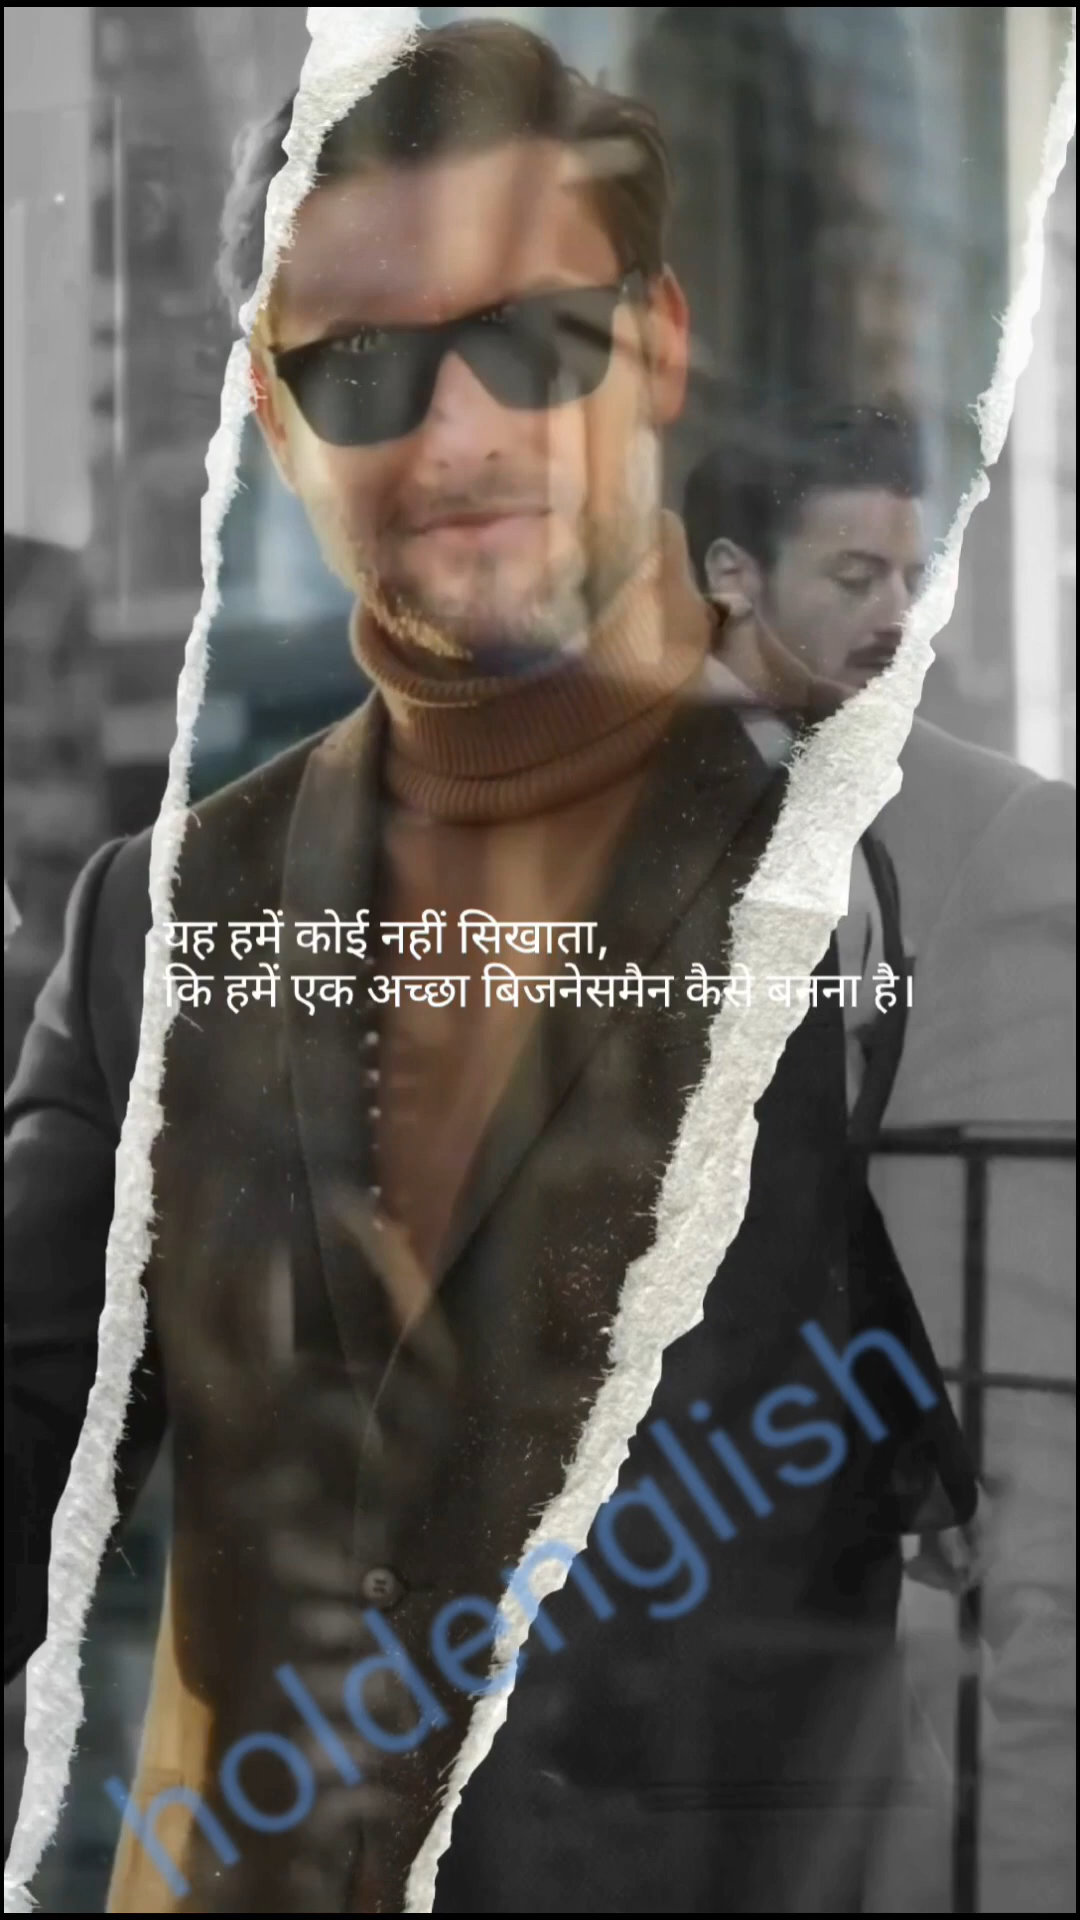 यह हमें कोई नहीं सिखाता,
कि हमें एक अच्छा बिजनेसमैन कैसे बनना है।
holdenglish